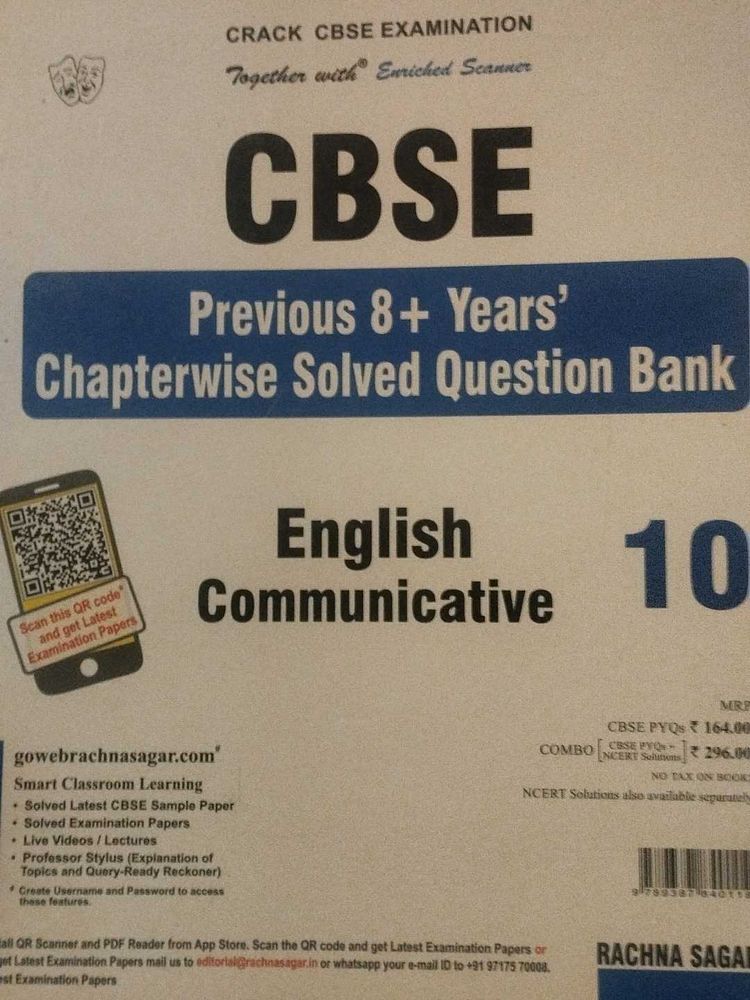 CRACK CBSE EXAMINATION
Together with® Enriched Scanner
CBSE
Previous 8+ Years'
Chapterwise Solved Question Bank
English
Communicative
10
Scan this QR code#
and get Latest
Examination Papers
MRP
CBSE PYQs ₹ 164.00
COMBO [CBSE PYQs + NCERT Solutions] ₹ 296.00
NO TAX ON BOOK
NCERT Solutions also available separately
gowebrachnasagar.com#
Smart Classroom Learning
• Solved Latest CBSE Sample Paper
• Solved Examination Papers
• Live Videos / Lectures
• Professor Stylus (Explanation of
Topics and Query-Ready Reckoner)
# Create Username and Password to access
these features.
QR Scanner and PDF Reader from App Store. Scan the QR code and get Latest Examination Papers or
get Latest Examination Papers mail us to editorial@rachnasagar.in or whatsapp your e-mail ID to +91 97175 70008.
Examination Papers
RACHNA SAGAR